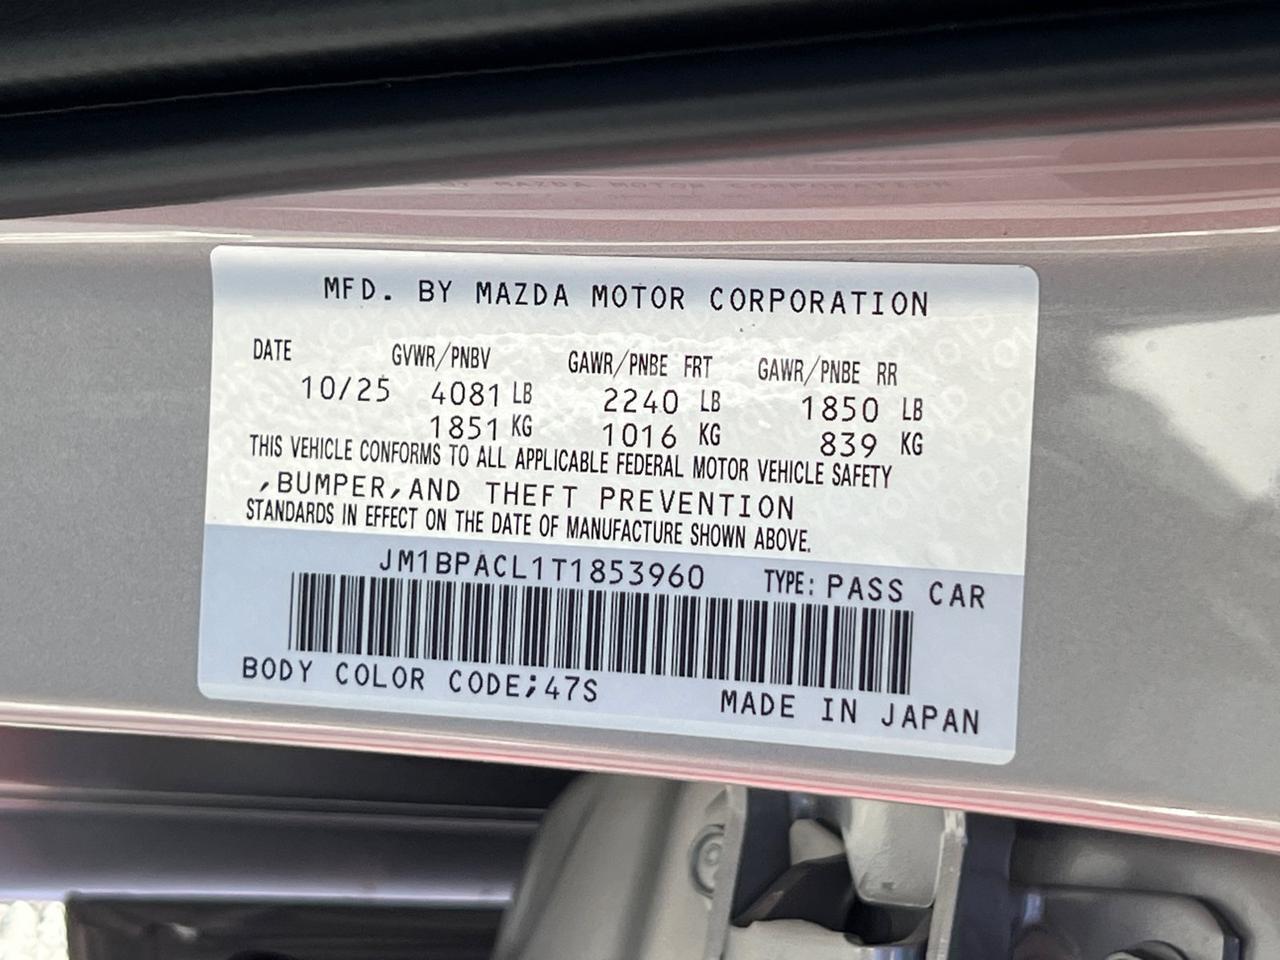 MFD. BY MAZDA MOTOR CORPORATION
DATE GVWR/PNBV GAWR/PNBE FRT GAWR/PNBE RR
10/25 4081 LB 2240 LB 1850 LB
1851 KG 1016 KG 839 KG
THIS VEHICLE CONFORMS TO ALL APPLICABLE FEDERAL MOTOR VEHICLE SAFETY
,BUMPER,AND THEFT PREVENTION
STANDARDS IN EFFECT ON THE DATE OF MANUFACTURE SHOWN ABOVE.
JM1BPACL1T1853960 TYPE: PASS CAR
BODY COLOR CODE;47S MADE IN JAPAN